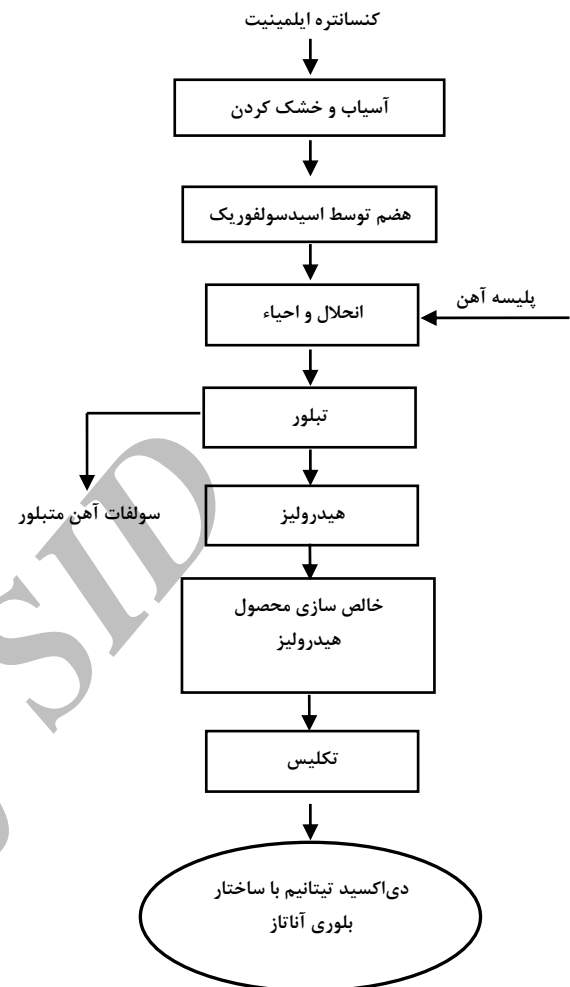 کنسانتره ایلمینیت
آسیاب و خشک کردن
هضم توسط اسیدسولفوریک
پلیسه آهن
انحلال و احیاء
تبلور
سولفات آهن متبلور
هیدرولیز
خالص سازی محصول
هیدرولیز
تکلیس
دی‌اکسید تیتانیم با ساختار
بلوری آناتاز
SID